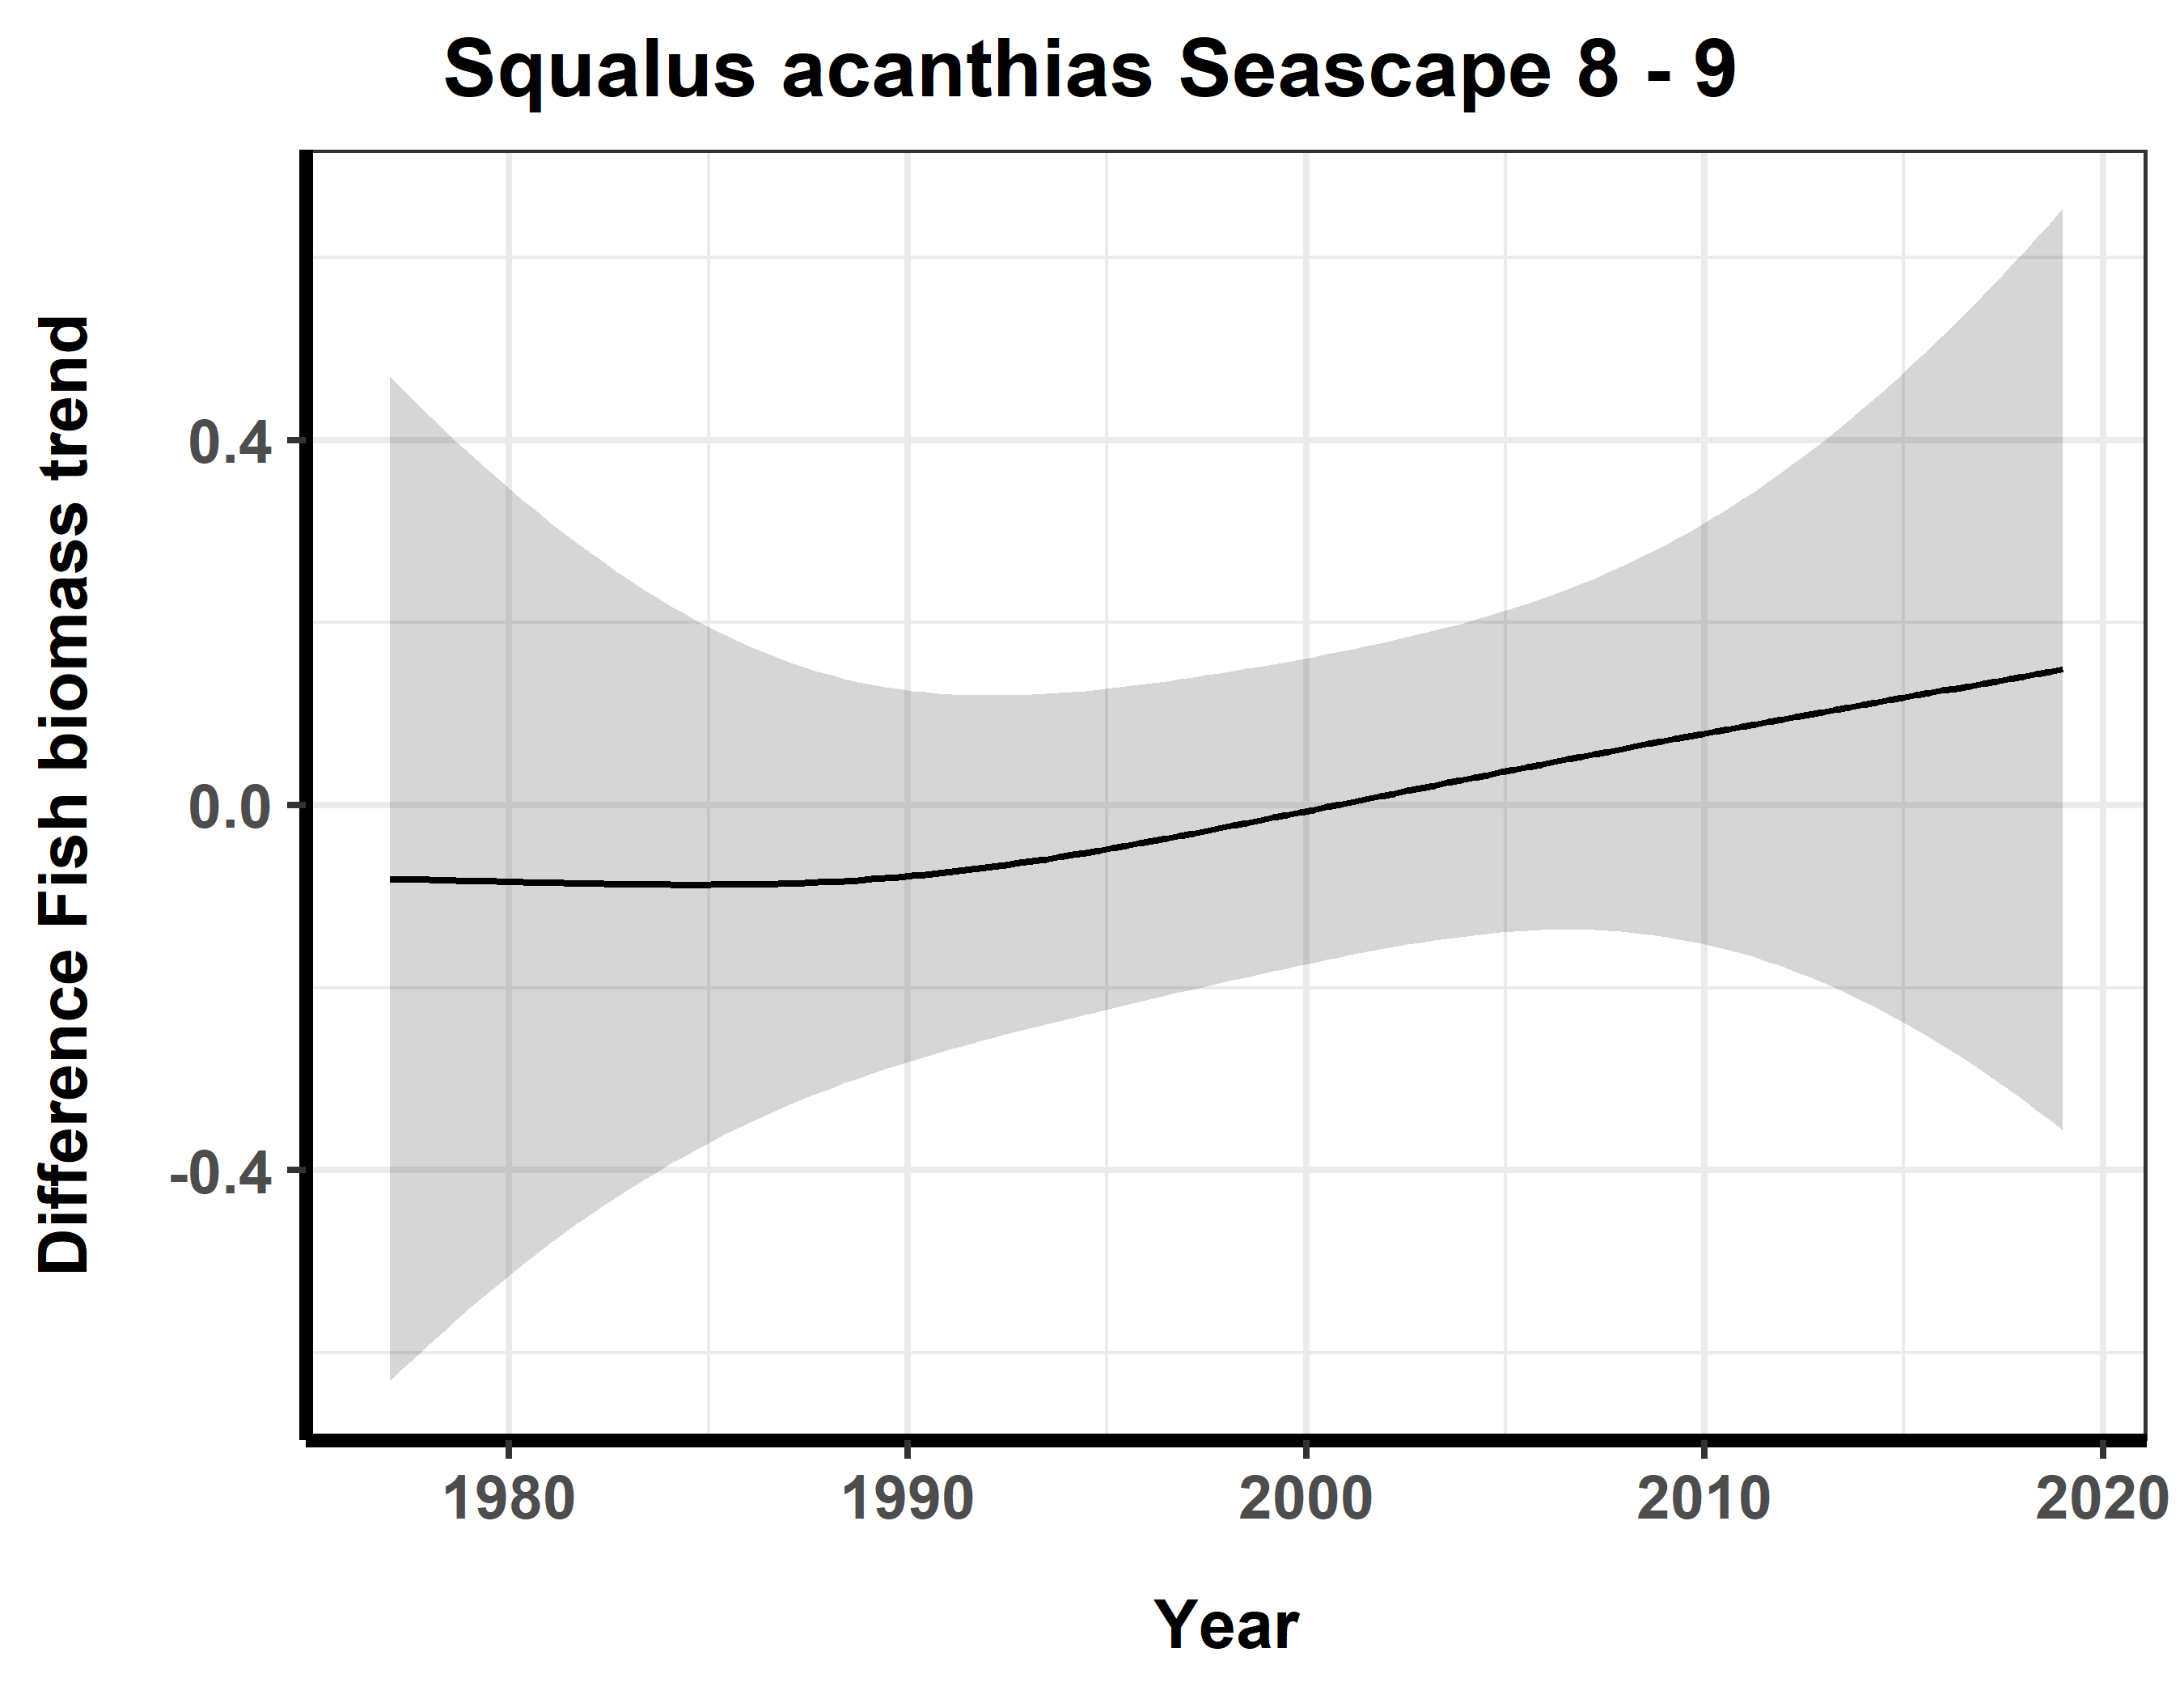 Squalus acanthias Seascape 8 - 9
Difference Fish biomass trend
0.4
0.0
-0.4
1980
1990
2000
2010
2020
Year